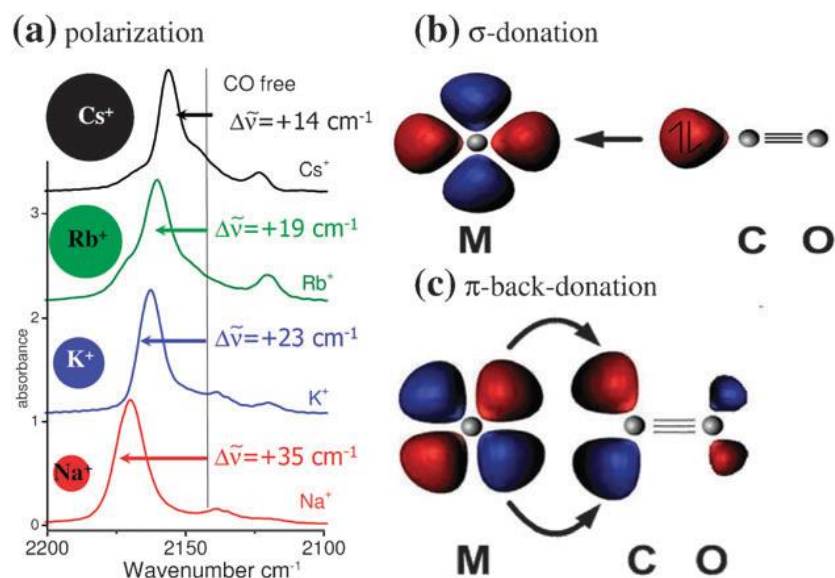 (a) polarization
CO free
Cs⁺
Δν̃=+14 cm⁻¹
Cs⁺
3
Rb⁺
Δν̃=+19 cm⁻¹
Rb⁺
2
K⁺
Δν̃=+23 cm⁻¹
K⁺
absorbance
1
Na⁺
Δν̃=+35 cm⁻¹
Na⁺
0
2200 2150 2100
Wavenumber cm⁻¹
(b) σ-donation
M C O
(c) π-back-donation
M C O